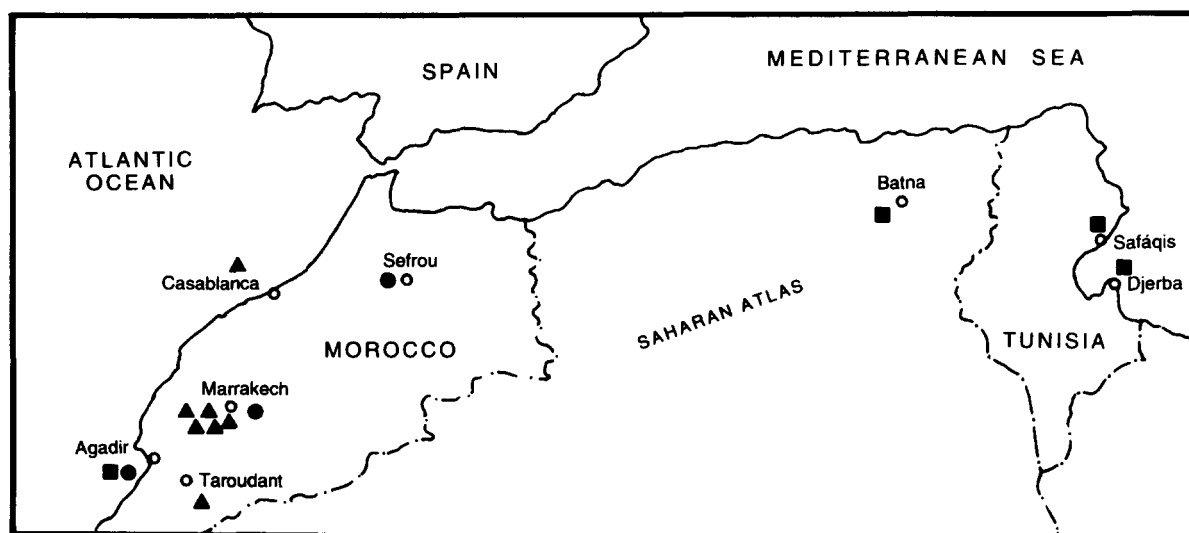 SPAIN
MEDITERRANEAN SEA
ATLANTIC
OCEAN
Batna
Sefrou
Casablanca
Safáqis
Djerba
SAHARAN ATLAS
MOROCCO
TUNISIA
Marrakech
Agadir
Taroudant